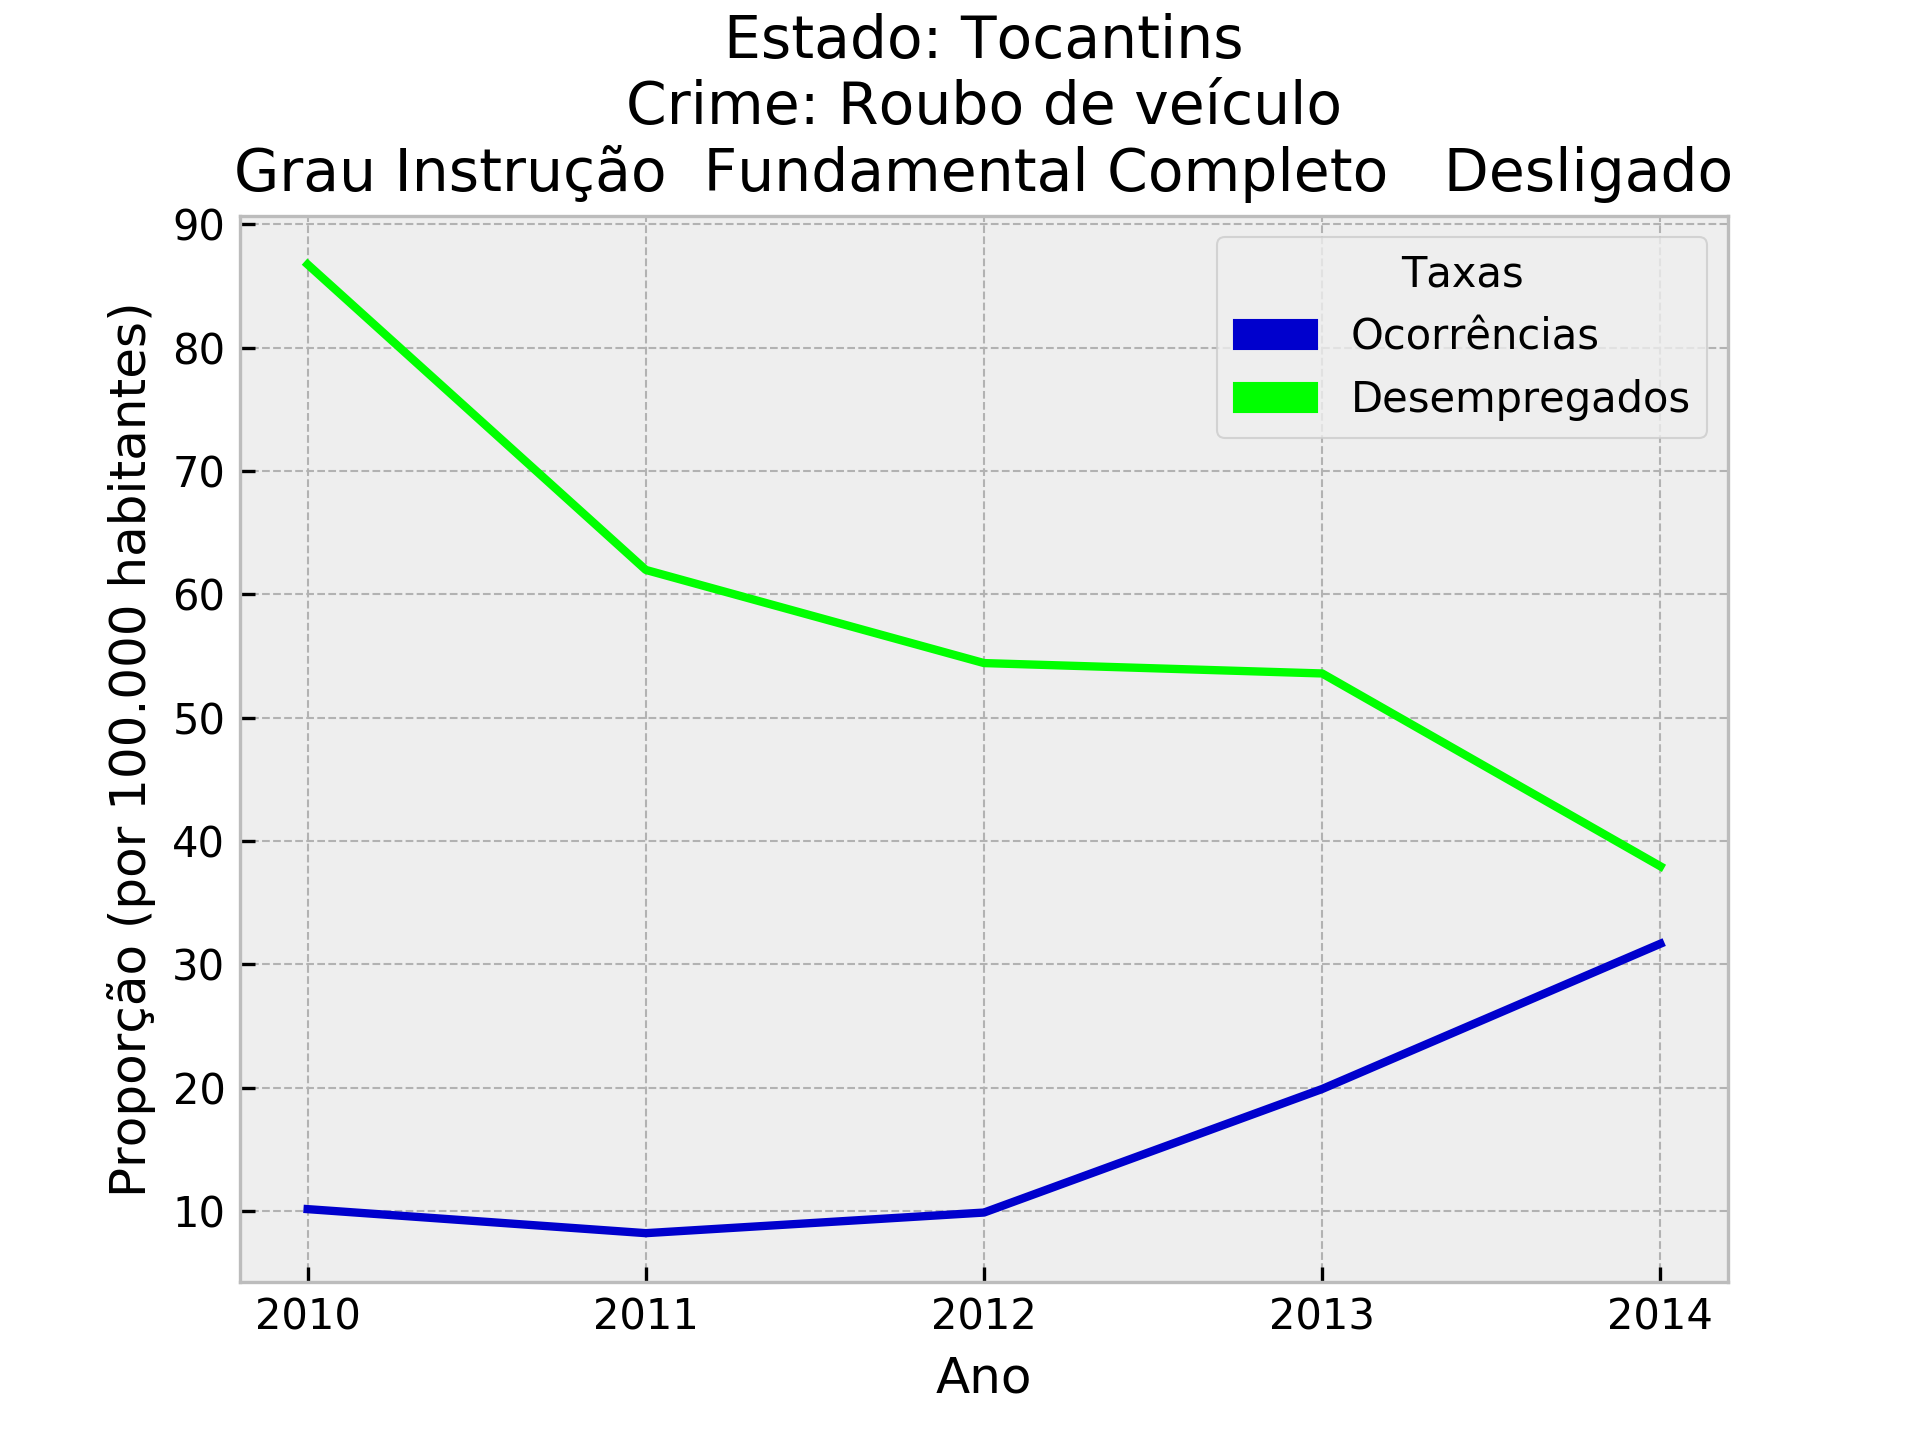 Estado: Tocantins
Crime: Roubo de veículo
Grau Instrução  Fundamental Completo   Desligado
Proporção (por 100.000 habitantes)
90
80
70
60
50
40
30
20
10
Taxas
Ocorrências
Desempregados
2010 2011 2012 2013 2014
Ano